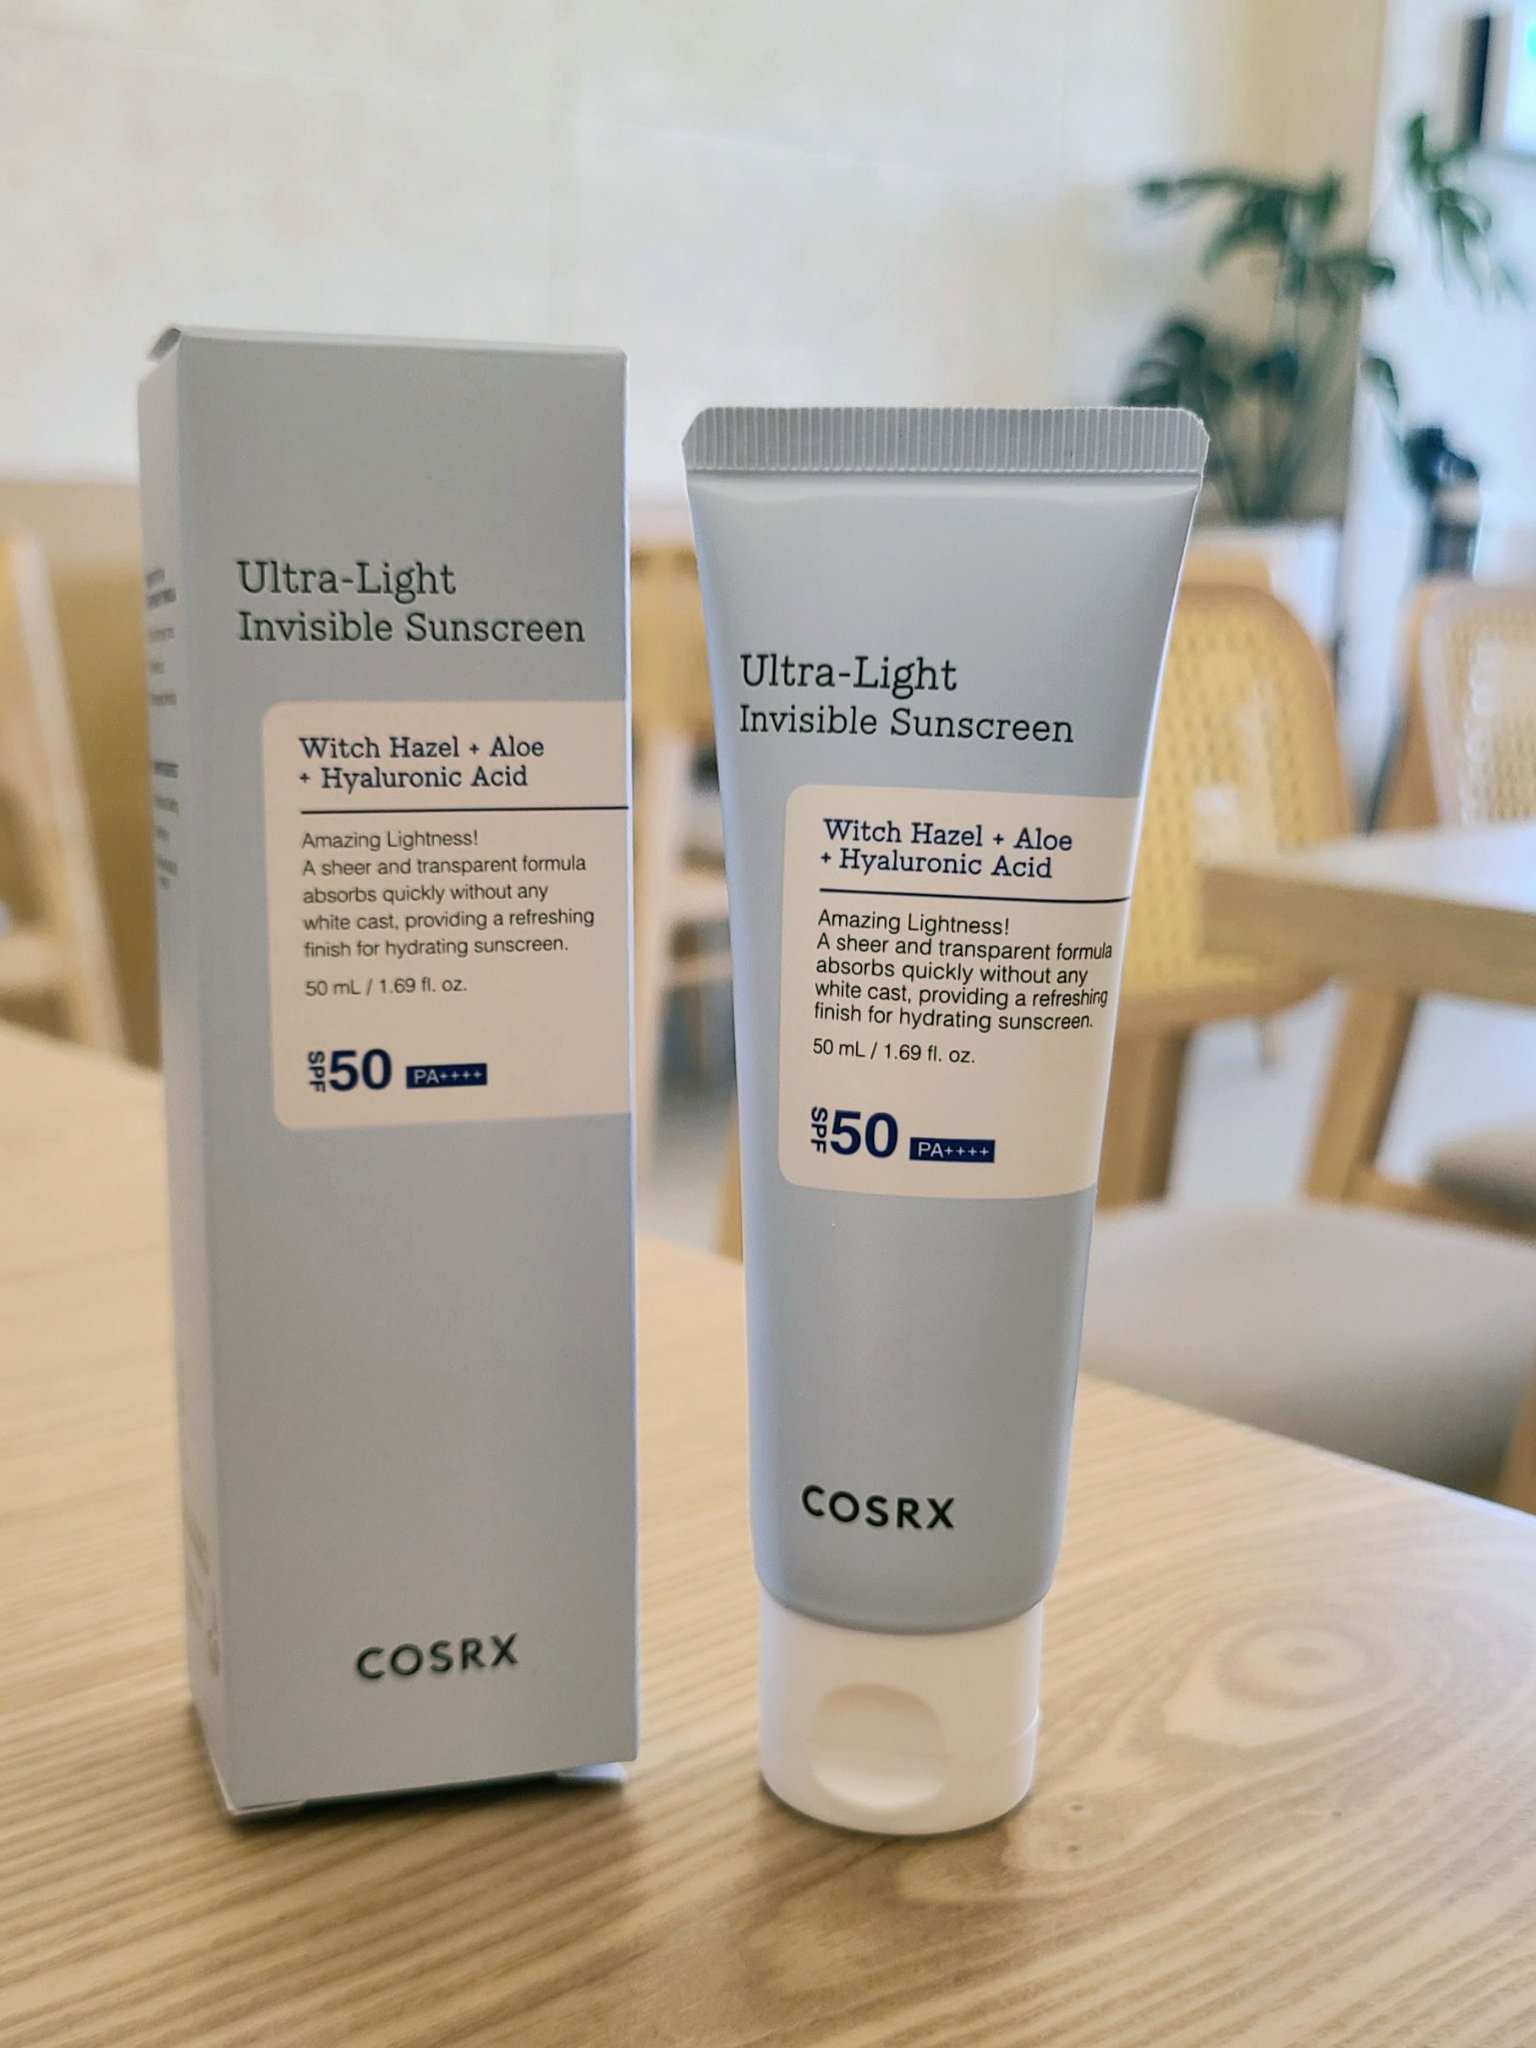 Ultra-Light
Invisible Sunscreen
Witch Hazel + Aloe
+ Hyaluronic Acid
Amazing Lightness!
A sheer and transparent formula
absorbs quickly without any
white cast, providing a refreshing
finish for hydrating sunscreen.
50 mL / 1.69 fl. oz.
SPF 50 PA++++
COSRX
Ultra-Light
Invisible Sunscreen
Witch Hazel + Aloe
+ Hyaluronic Acid
Amazing Lightness!
A sheer and transparent formula
absorbs quickly without any
white cast, providing a refreshing
finish for hydrating sunscreen.
50 mL / 1.69 fl. oz.
SPF 50 PA++++
COSRX